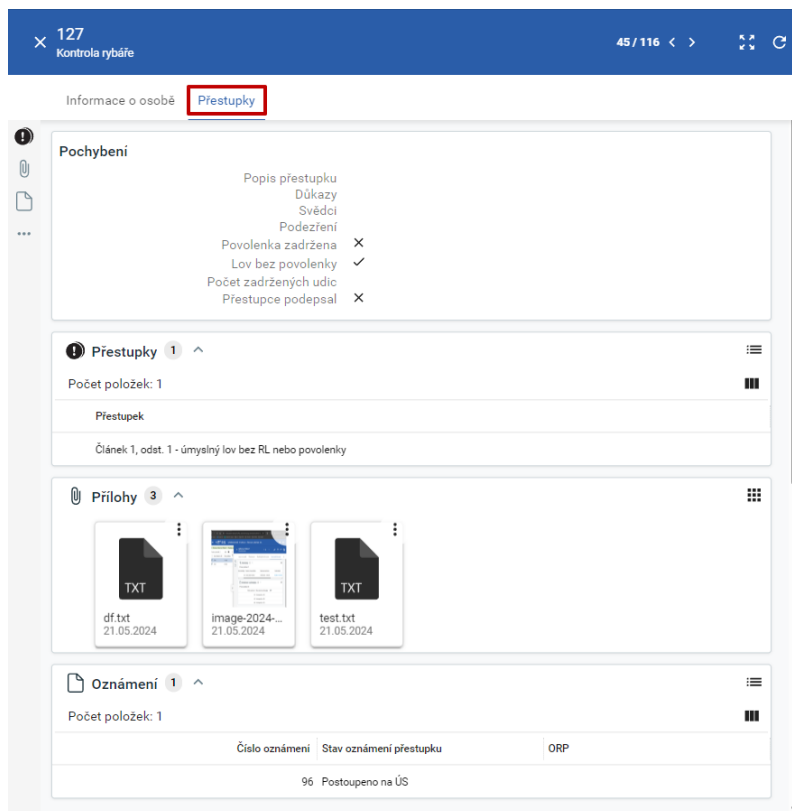 127
Kontrola rybáře
45 / 116
Informace o osobě Přestupky
Pochybení
Popis přestupku
Důkazy
Svědci
Podezření
Povolenka zadržena
Lov bez povolenky
Počet zadržených udic
Přestupce podepsal
Přestupky 1
Počet položek: 1
Přestupek
Článek 1, odst. 1 - úmyslný lov bez RL nebo povolenky
Přílohy 3
TXT TXT
df.txt image-2024-... test.txt
21.05.2024 21.05.2024 21.05.2024
Oznámení 1
Počet položek: 1
Číslo oznámení Stav oznámení přestupku ORP
96 Postoupeno na ÚS